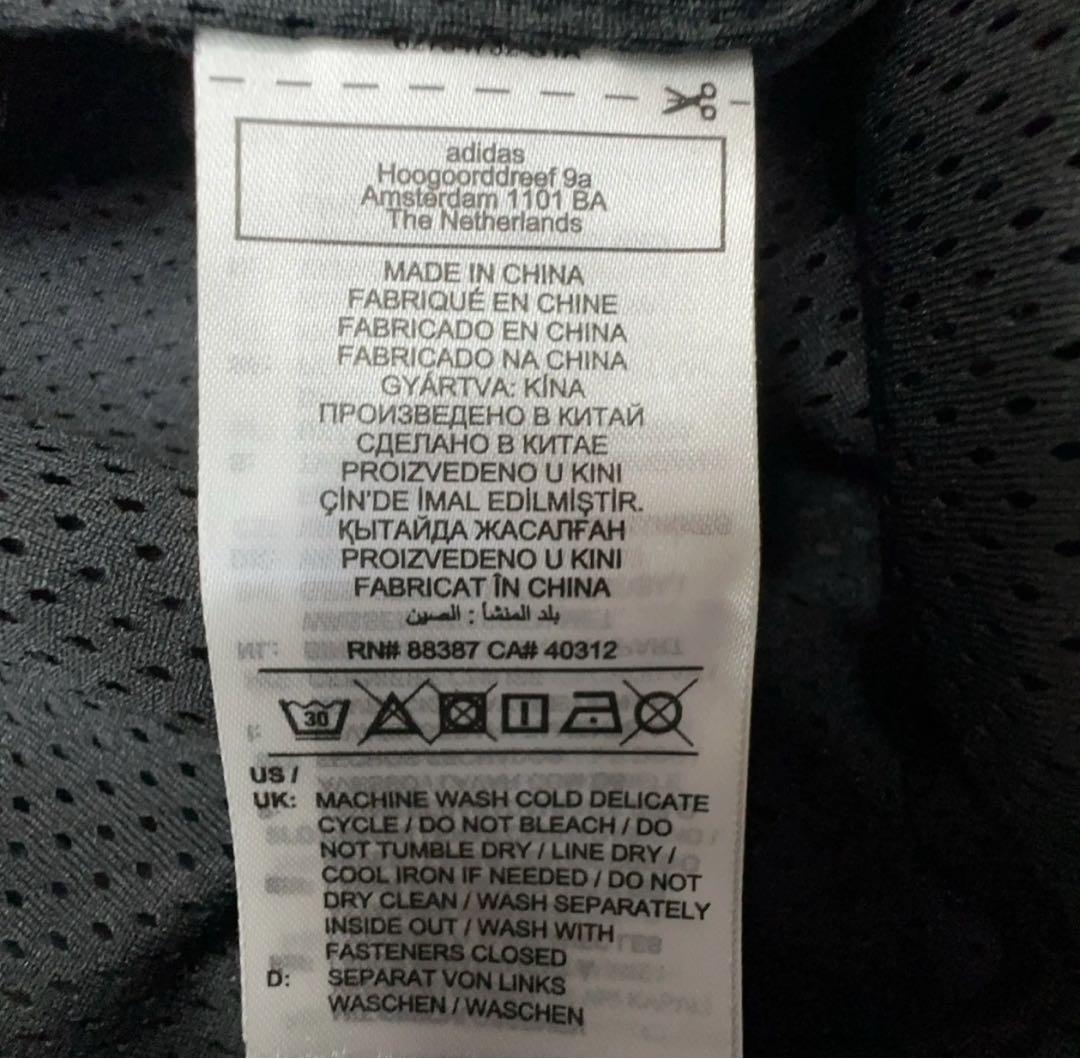 adidas
Hoogoorddreef 9a
Amsterdam 1101 BA
The Netherlands
MADE IN CHINA
FABRIQUÉ EN CHINE
FABRICADO EN CHINA
FABRICADO NA CHINA
GYÁRTVA: KÍNA
ПРОИЗВЕДЕНО В КИТАЙ
СДЕЛАНО В КИТАЕ
PROIZVEDENO U KINI
ÇİN'DE İMAL EDİLMİŞTİR.
ҚЫТАЙДА ЖАСАЛҒАН
PROIZVEDENO U KINI
FABRICAT ÎN CHINA
بلد المنشأ : الصين
RN# 88387 CA# 40312
30
US /
UK: MACHINE WASH COLD DELICATE
CYCLE / DO NOT BLEACH / DO
NOT TUMBLE DRY / LINE DRY /
COOL IRON IF NEEDED / DO NOT
DRY CLEAN / WASH SEPARATELY
INSIDE OUT / WASH WITH
FASTENERS CLOSED
D: SEPARAT VON LINKS
WASCHEN / WASCHEN